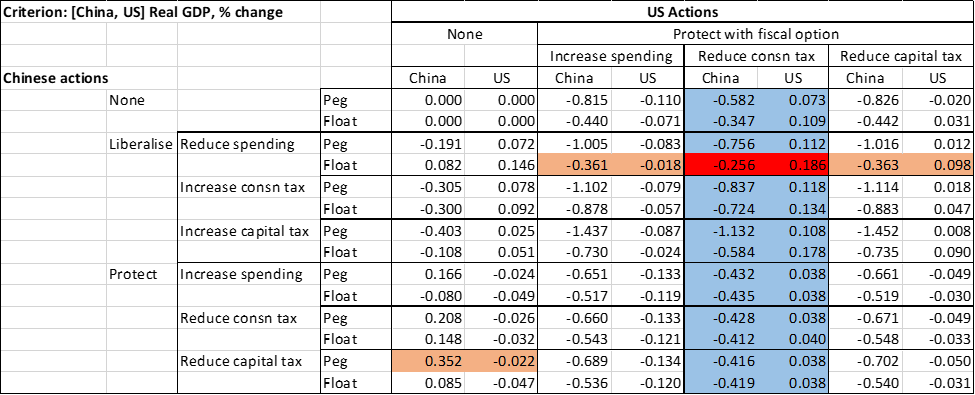 Criterion: [China, US] Real GDP, % change US Actions
None Protect with fiscal option
Increase spending Reduce consn tax Reduce capital tax
Chinese actions China US China US China US China US
None Peg 0.000 0.000 -0.815 -0.110 -0.582 0.073 -0.826 -0.020
Float 0.000 0.000 -0.440 -0.071 -0.347 0.109 -0.442 0.031
Liberalise Reduce spending Peg -0.191 0.072 -1.005 -0.083 -0.756 0.112 -1.016 0.012
Float 0.082 0.146 -0.361 -0.018 -0.256 0.186 -0.363 0.098
Increase consn tax Peg -0.305 0.078 -1.102 -0.079 -0.837 0.118 -1.114 0.018
Float -0.300 0.092 -0.878 -0.057 -0.724 0.134 -0.883 0.047
Increase capital tax Peg -0.403 0.025 -1.437 -0.087 -1.132 0.108 -1.452 0.008
Float -0.108 0.051 -0.730 -0.024 -0.584 0.178 -0.735 0.090
Protect Increase spending Peg 0.166 -0.024 -0.651 -0.133 -0.432 0.038 -0.661 -0.049
Float -0.080 -0.049 -0.517 -0.119 -0.435 0.038 -0.519 -0.030
Reduce consn tax Peg 0.208 -0.026 -0.660 -0.133 -0.428 0.038 -0.671 -0.049
Float 0.148 -0.032 -0.543 -0.121 -0.412 0.040 -0.548 -0.033
Reduce capital tax Peg 0.352 -0.022 -0.689 -0.134 -0.416 0.038 -0.702 -0.050
Float 0.085 -0.047 -0.536 -0.120 -0.419 0.038 -0.540 -0.031